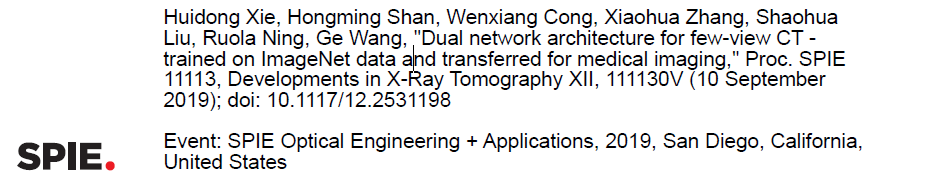 Huidong Xie, Hongming Shan, Wenxiang Cong, Xiaohua Zhang, Shaohua
Liu, Ruola Ning, Ge Wang, "Dual network architecture for few-view CT -
trained on ImageNet data and transferred for medical imaging," Proc. SPIE
11113, Developments in X-Ray Tomography XII, 111130V (10 September
2019); doi: 10.1117/12.2531198
Event: SPIE Optical Engineering + Applications, 2019, San Diego, California,
United States
SPIE.